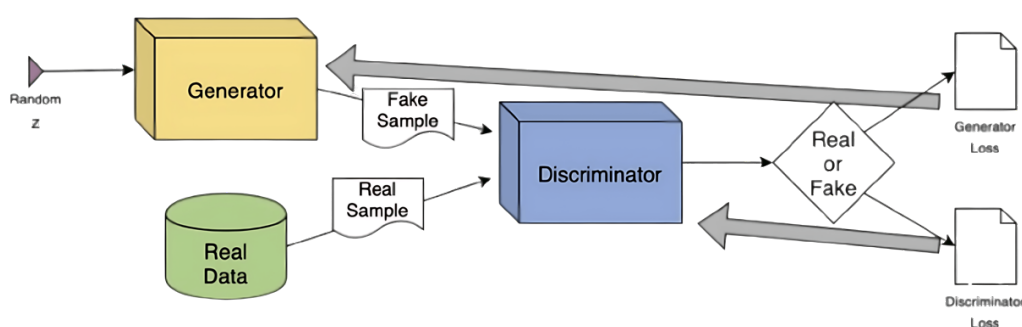 Random
Z
Generator
Fake
Sample
Real
Sample
Real
Data
Discriminator
Real
or
Fake
Generator
Loss
Discriminator
Loss